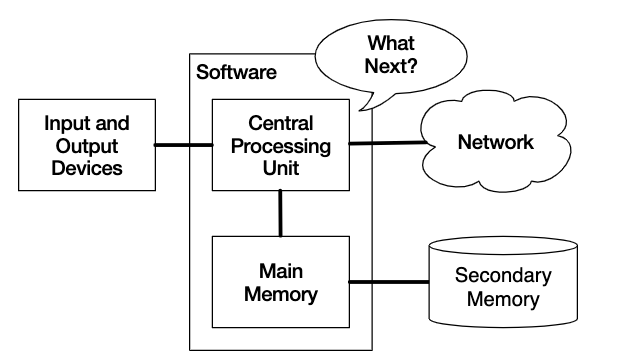 What
Next?
Software
Input and
Output
Devices
Central
Processing
Unit
Network
Main
Memory
Secondary
Memory